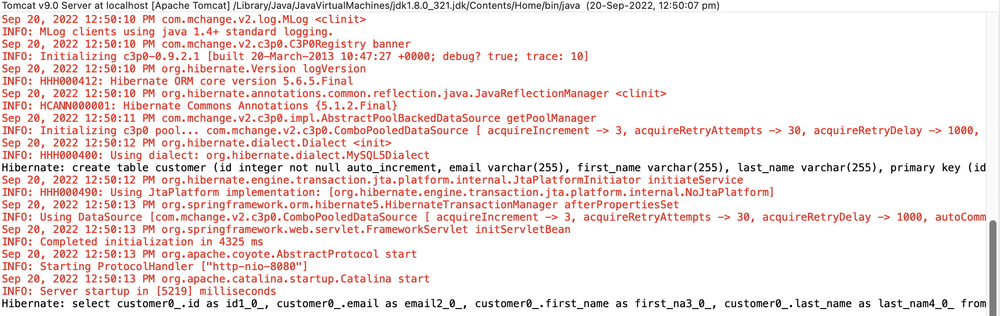 Tomcat v9.0 Server at localhost [Apache Tomcat] /Library/Java/JavaVirtualMachines/jdk1.8.0_321.jdk/Contents/Home/bin/java  (20-Sep-2022, 12:50:07 pm)
Sep 20, 2022 12:50:10 PM com.mchange.v2.log.MLog <clinit>
INFO: MLog clients using java 1.4+ standard logging.
Sep 20, 2022 12:50:10 PM com.mchange.v2.c3p0.C3P0Registry banner
INFO: Initializing c3p0-0.9.2.1 [built 20-March-2013 10:47:27 +0000; debug? true; trace: 10]
Sep 20, 2022 12:50:10 PM org.hibernate.Version logVersion
INFO: HHH000412: Hibernate ORM core version 5.6.5.Final
Sep 20, 2022 12:50:10 PM org.hibernate.annotations.common.reflection.java.JavaReflectionManager <clinit>
INFO: HCANN000001: Hibernate Commons Annotations {5.1.2.Final}
Sep 20, 2022 12:50:11 PM com.mchange.v2.c3p0.impl.AbstractPoolBackedDataSource getPoolManager
INFO: Initializing c3p0 pool... com.mchange.v2.c3p0.ComboPooledDataSource [ acquireIncrement -> 3, acquireRetryAttempts -> 30, acquireRetryDelay -> 1000,
Sep 20, 2022 12:50:12 PM org.hibernate.dialect.Dialect <init>
INFO: HHH000400: Using dialect: org.hibernate.dialect.MySQL5Dialect
Hibernate: create table customer (id integer not null auto_increment, email varchar(255), first_name varchar(255), last_name varchar(255), primary key (id
Sep 20, 2022 12:50:12 PM org.hibernate.engine.transaction.jta.platform.internal.JtaPlatformInitiator initiateService
INFO: HHH000490: Using JtaPlatform implementation: [org.hibernate.engine.transaction.jta.platform.internal.NoJtaPlatform]
Sep 20, 2022 12:50:13 PM org.springframework.orm.hibernate5.HibernateTransactionManager afterPropertiesSet
INFO: Using DataSource [com.mchange.v2.c3p0.ComboPooledDataSource [ acquireIncrement -> 3, acquireRetryAttempts -> 30, acquireRetryDelay -> 1000, autoComm
Sep 20, 2022 12:50:13 PM org.springframework.web.servlet.FrameworkServlet initServletBean
INFO: Completed initialization in 4325 ms
Sep 20, 2022 12:50:13 PM org.apache.coyote.AbstractProtocol start
INFO: Starting ProtocolHandler ["http-nio-8080"]
Sep 20, 2022 12:50:13 PM org.apache.catalina.startup.Catalina start
INFO: Server startup in [5219] milliseconds
Hibernate: select customer0_.id as id1_0_, customer0_.email as email2_0_, customer0_.first_name as first_na3_0_, customer0_.last_name as last_nam4_0_ from